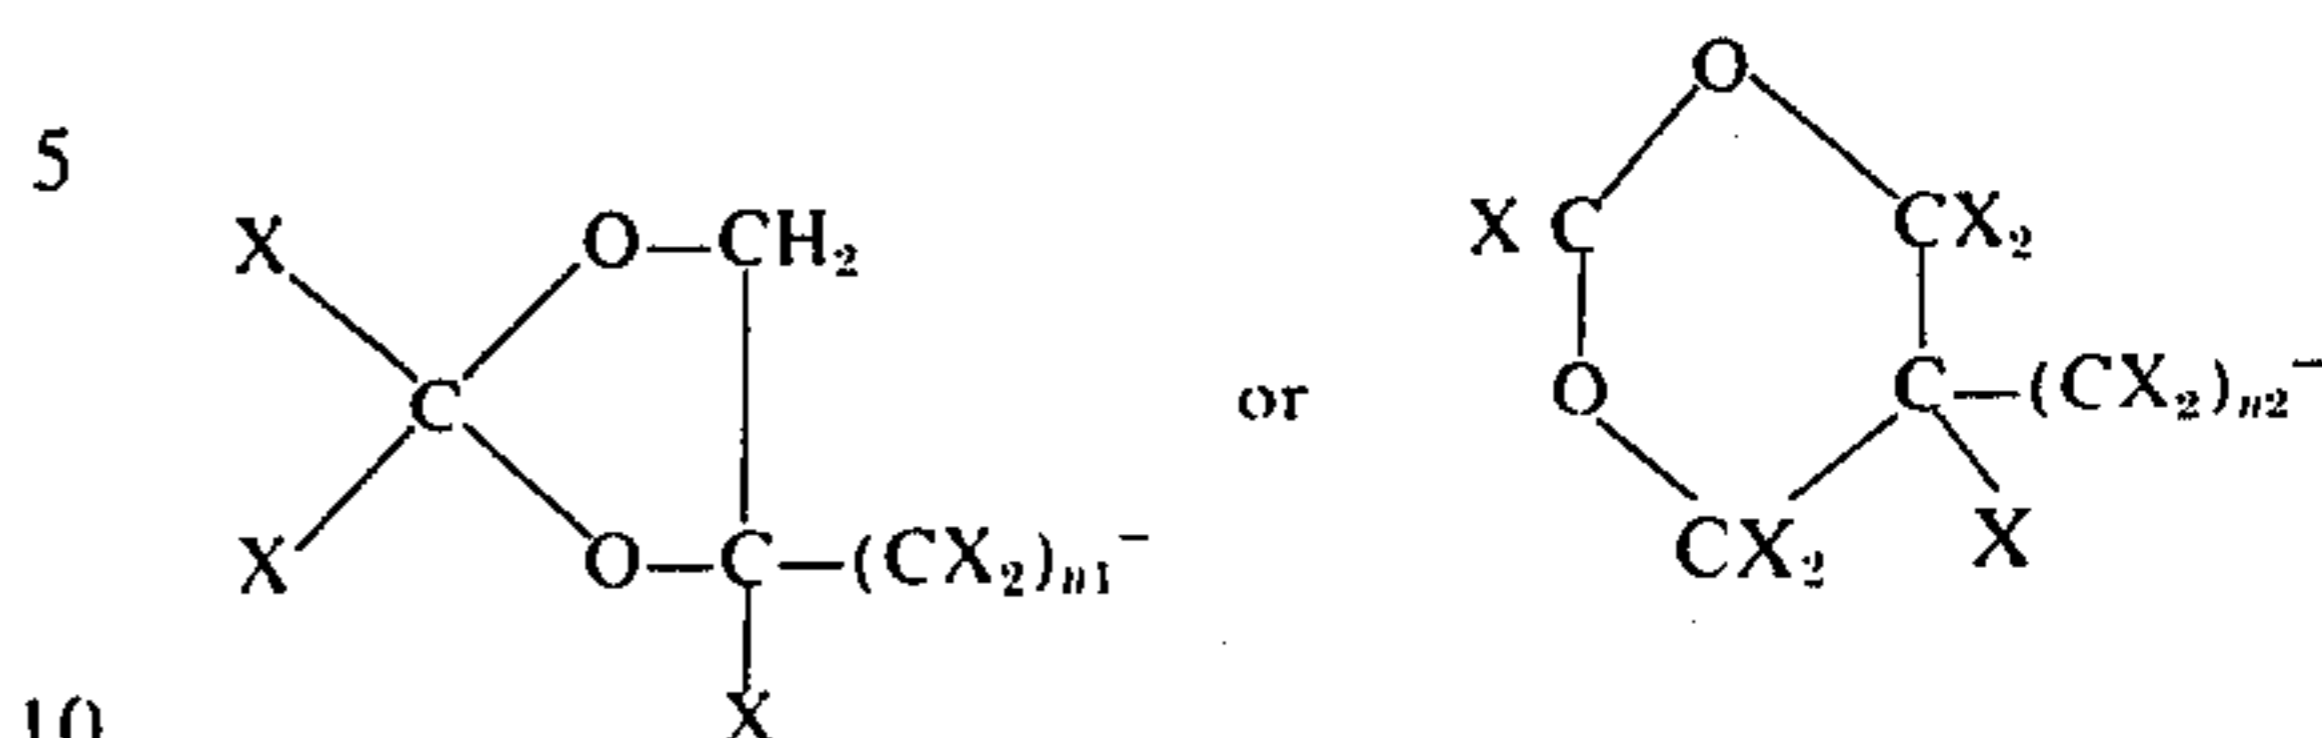 O
5
X O—CH₂ X C CX₂
C or O C—(CX₂)ₙ₂⁻
X O—C—(CX₂)ₙ₁⁻ CX₂ X
X
10